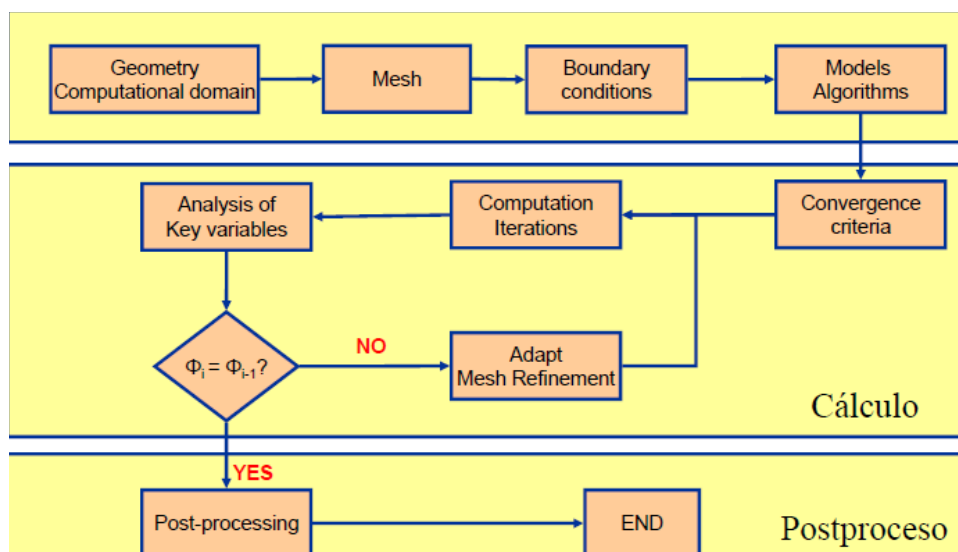 Geometry
Computational domain
Mesh
Boundary
conditions
Models
Algorithms
Analysis of
Key variables
Computation
Iterations
Convergence
criteria
Φi = Φi-1?
NO
Adapt
Mesh Refinement
Cálculo
YES
Post-processing
END
Postproceso